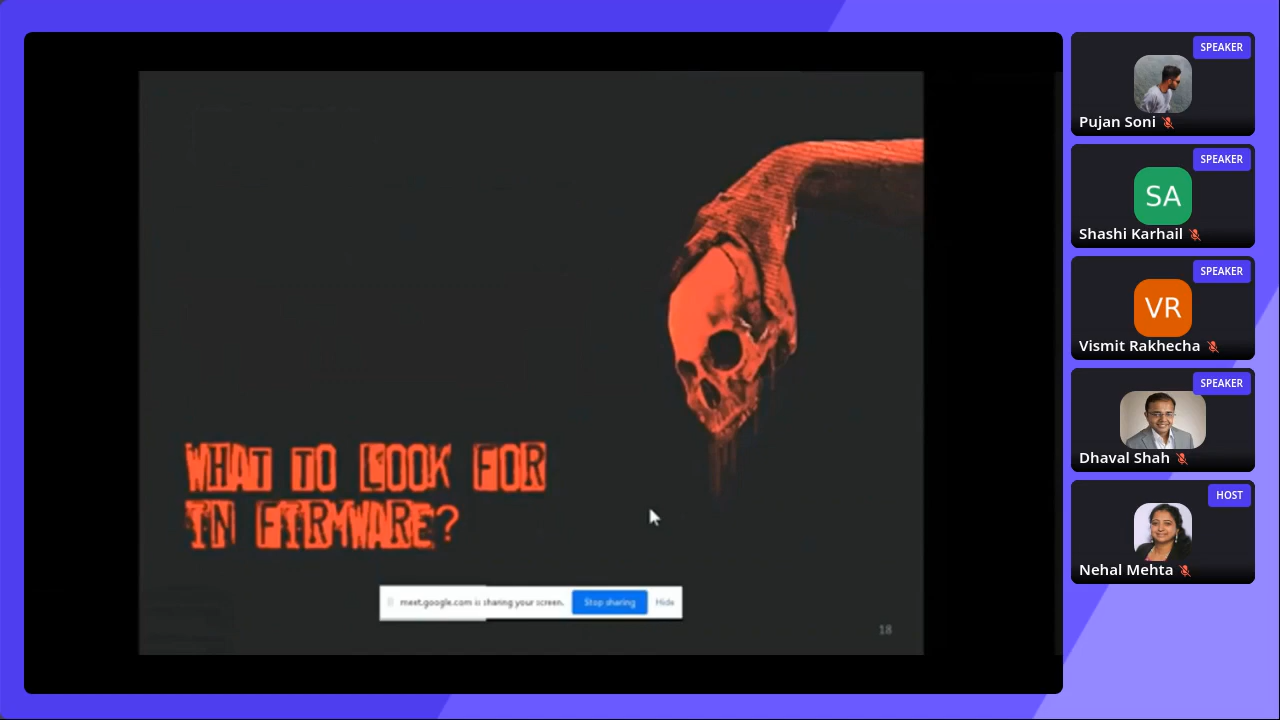 WHAT TO LOOK FOR
IN FIRMWARE?
meet.google.com is sharing your screen.
Stop sharing
Hide
18
SPEAKER
Pujan Soni
SPEAKER
SA
Shashi Karhail
SPEAKER
VR
Vismit Rakhecha
SPEAKER
Dhaval Shah
HOST
Nehal Mehta